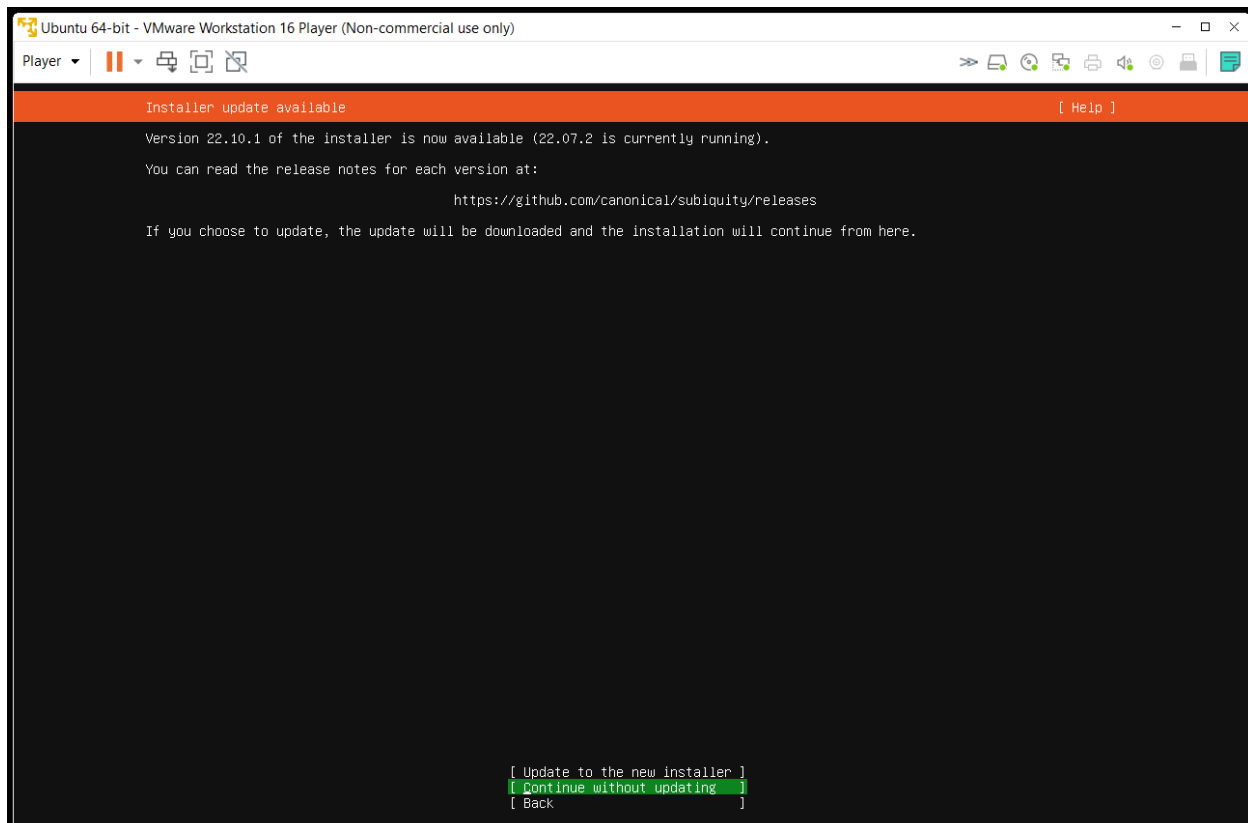 Ubuntu 64-bit - VMware Workstation 16 Player (Non-commercial use only)
Player
Installer update available [ Help ]
Version 22.10.1 of the installer is now available (22.07.2 is currently running).
You can read the release notes for each version at:
https://github.com/canonical/subiquity/releases
If you choose to update, the update will be downloaded and the installation will continue from here.
[ Update to the new installer ]
[ Continue without updating ]
[ Back ]